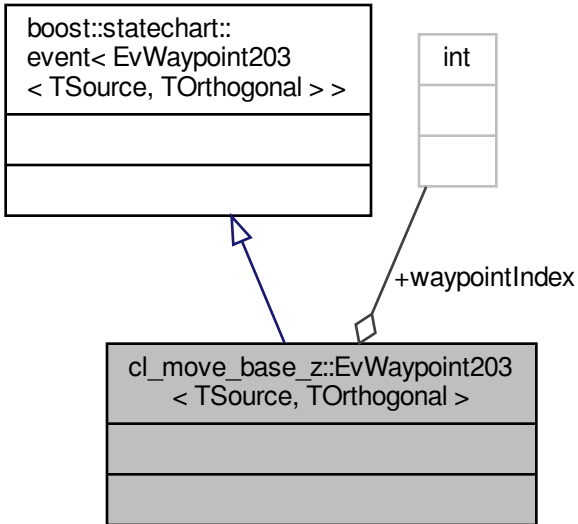 boost::statechart::
event< EvWaypoint203
< TSource, TOrthogonal > >
int
+waypointIndex
cl_move_base_z::EvWaypoint203
< TSource, TOrthogonal >